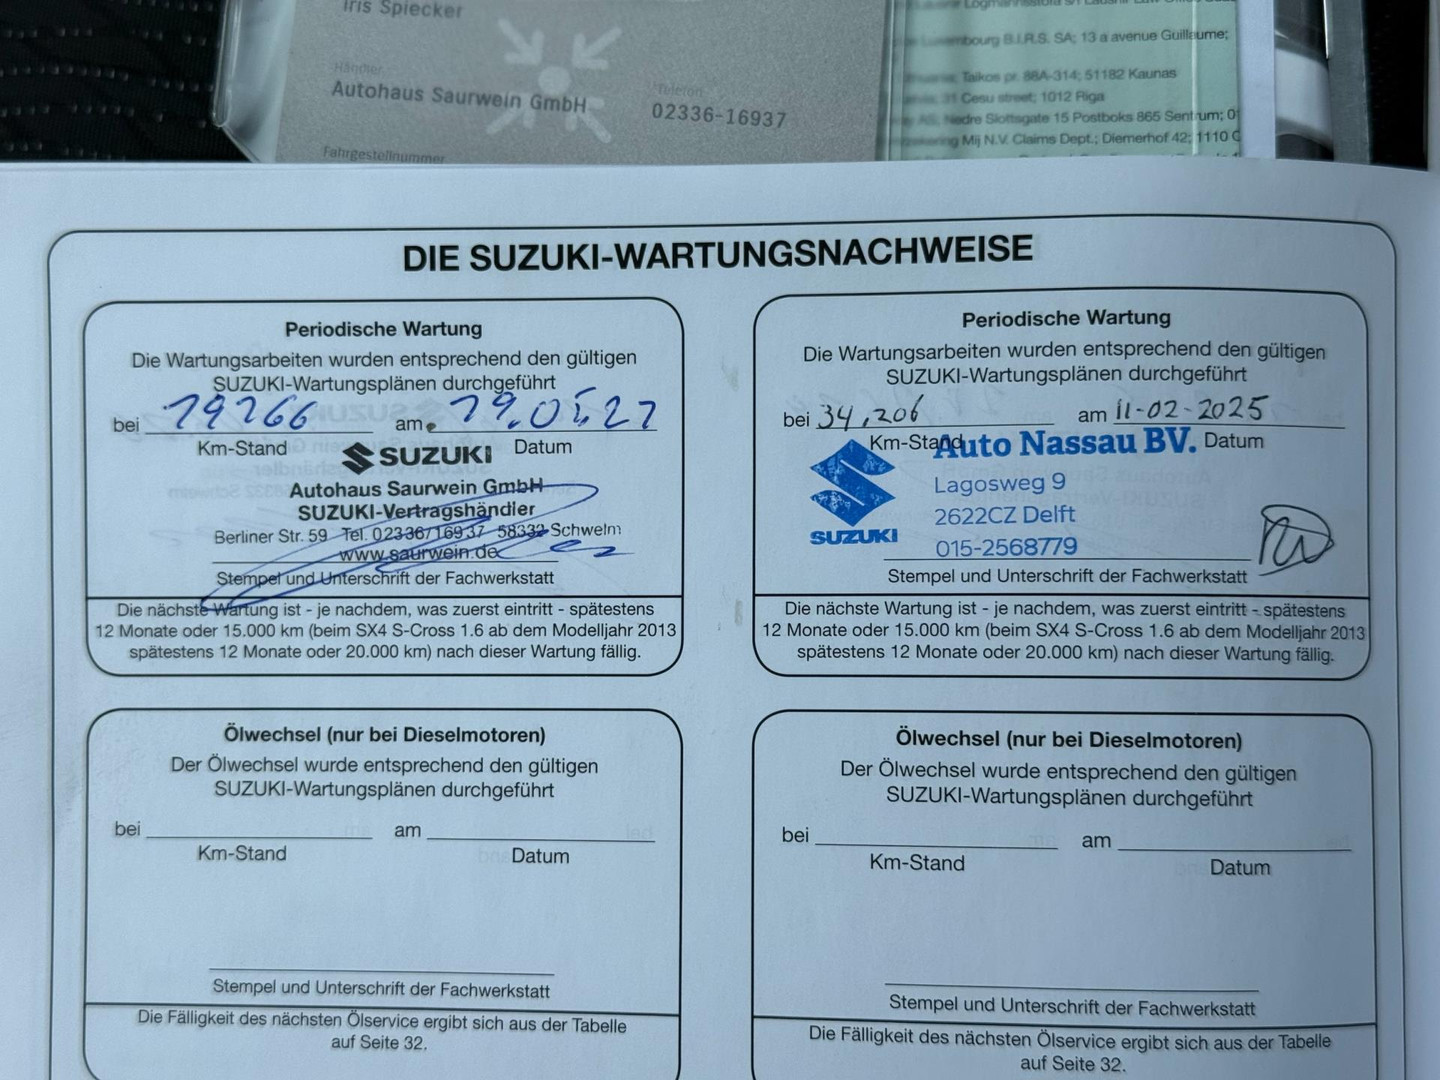 Iris Spiecker
Händler
Telefon
Autohaus Saurwein GmbH
02336-16937
Fahrgestellnummer
Luxembourg B.I.R.S. SA; 13 a avenue Guillaume;
Taikos pr. 88A-314; 51182 Kaunas
31 Cesu street; 1012 Riga
Nedre Slottsgate 15 Postboks 865 Sentrum;
Mij N.V. Claims Dept.; Diemerhof 42; 1110
DIE SUZUKI-WARTUNGSNACHWEISE
Periodische Wartung
Die Wartungsarbeiten wurden entsprechend den gültigen
SUZUKI-Wartungsplänen durchgeführt
bei 19266 am 19.05.21
Km-Stand Datum
SUZUKI
Autohaus Saurwein GmbH
SUZUKI-Vertragshändler
Berliner Str. 59 Tel. 02336/16937 58332 Schwelm
www.saurwein.de
Stempel und Unterschrift der Fachwerkstatt
Die nächste Wartung ist - je nachdem, was zuerst eintritt - spätestens
12 Monate oder 15.000 km (beim SX4 S-Cross 1.6 ab dem Modelljahr 2013
spätestens 12 Monate oder 20.000 km) nach dieser Wartung fällig.
Periodische Wartung
Die Wartungsarbeiten wurden entsprechend den gültigen
SUZUKI-Wartungsplänen durchgeführt
bei 34,206 am 11-02-2025
Km-Stand Datum
Auto Nassau BV.
Lagosweg 9
2622CZ Delft
SUZUKI
015-2568779
Stempel und Unterschrift der Fachwerkstatt
Die nächste Wartung ist - je nachdem, was zuerst eintritt - spätestens
12 Monate oder 15.000 km (beim SX4 S-Cross 1.6 ab dem Modelljahr 2013
spätestens 12 Monate oder 20.000 km) nach dieser Wartung fällig.
Ölwechsel (nur bei Dieselmotoren)
Der Ölwechsel wurde entsprechend den gültigen
SUZUKI-Wartungsplänen durchgeführt
bei am
Km-Stand Datum
Stempel und Unterschrift der Fachwerkstatt
Die Fälligkeit des nächsten Ölservice ergibt sich aus der Tabelle
auf Seite 32.
Ölwechsel (nur bei Dieselmotoren)
Der Ölwechsel wurde entsprechend den gültigen
SUZUKI-Wartungsplänen durchgeführt
bei am
Km-Stand Datum
Stempel und Unterschrift der Fachwerkstatt
Die Fälligkeit des nächsten Ölservice ergibt sich aus der Tabelle
auf Seite 32.